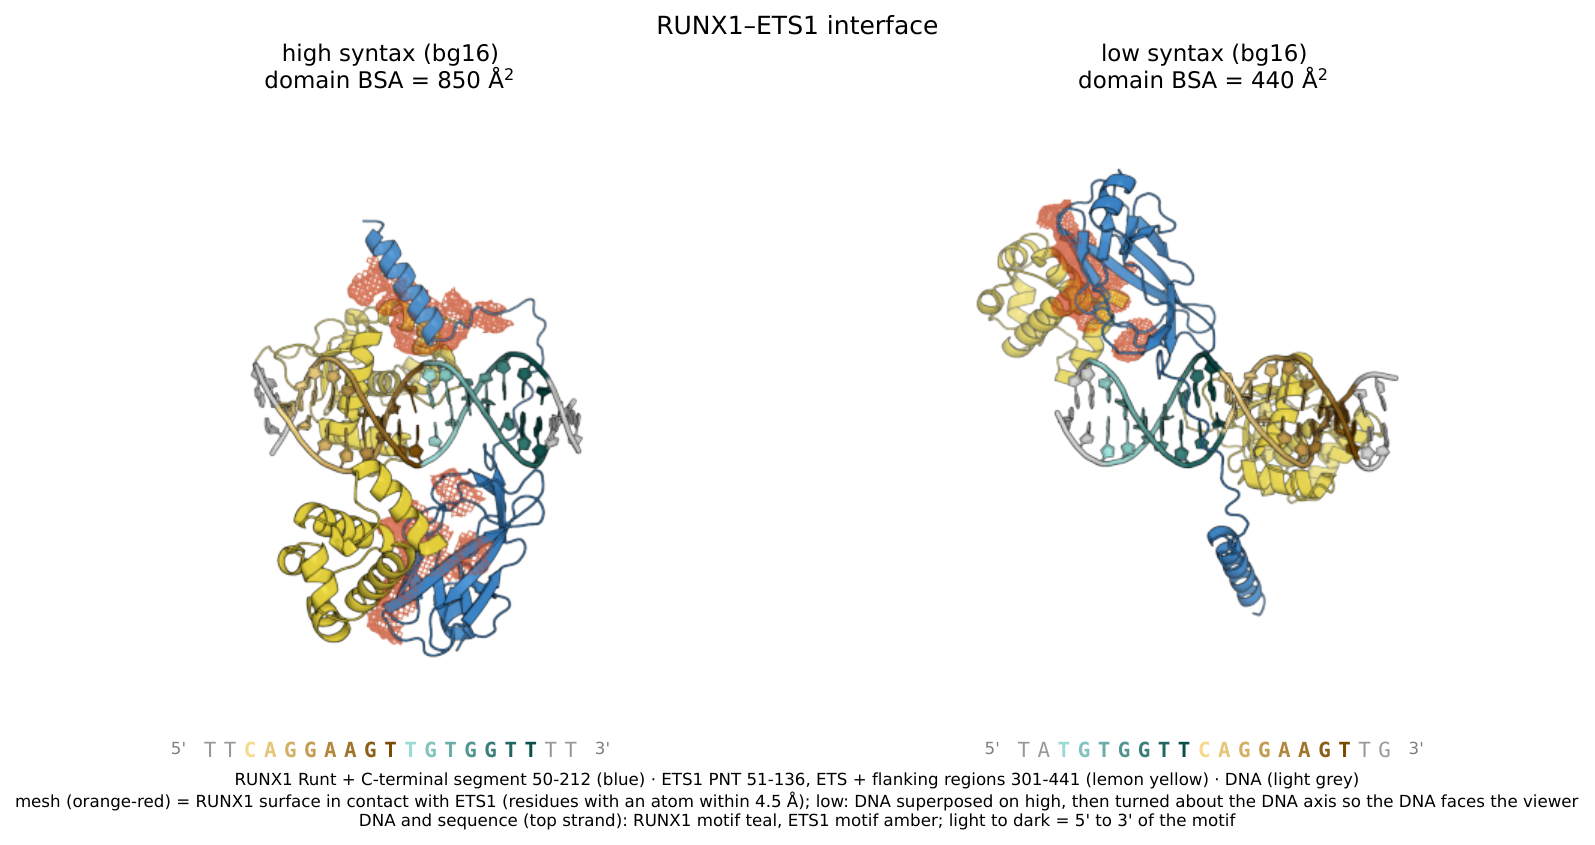 RUNX1–ETS1 interface
high syntax (bg16)
domain BSA = 850 Å²
low syntax (bg16)
domain BSA = 440 Å²
5' T T C A G G A A G T T G T G G T T T T 3'
5' T A T G T G G T T C A G G A A G T T G 3'
RUNX1 Runt + C-terminal segment 50-212 (blue) · ETS1 PNT 51-136, ETS + flanking regions 301-441 (lemon yellow) · DNA (light grey)
mesh (orange-red) = RUNX1 surface in contact with ETS1 (residues with an atom within 4.5 Å); low: DNA superposed on high, then turned about the DNA axis so the DNA faces the viewer
DNA and sequence (top strand): RUNX1 motif teal, ETS1 motif amber; light to dark = 5' to 3' of the motif